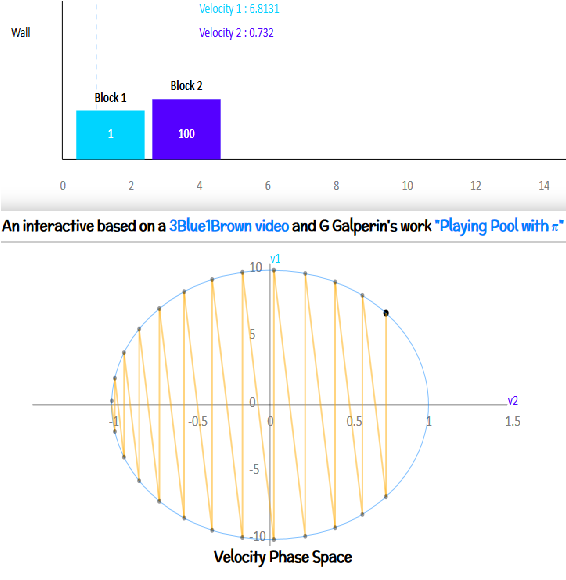 Velocity 1 : 6.8131
Wall
Velocity 2 : 0.732
Block 2
Block 1
1
100
0 2 4 6 8 10 12 14
An interactive based on a 3Blue1Brown video and G Galperin's work "Playing Pool with π"
v1
10
5
0
v2
-1 -0.5 0 0.5 1 1.5
-5
-10
Velocity Phase Space